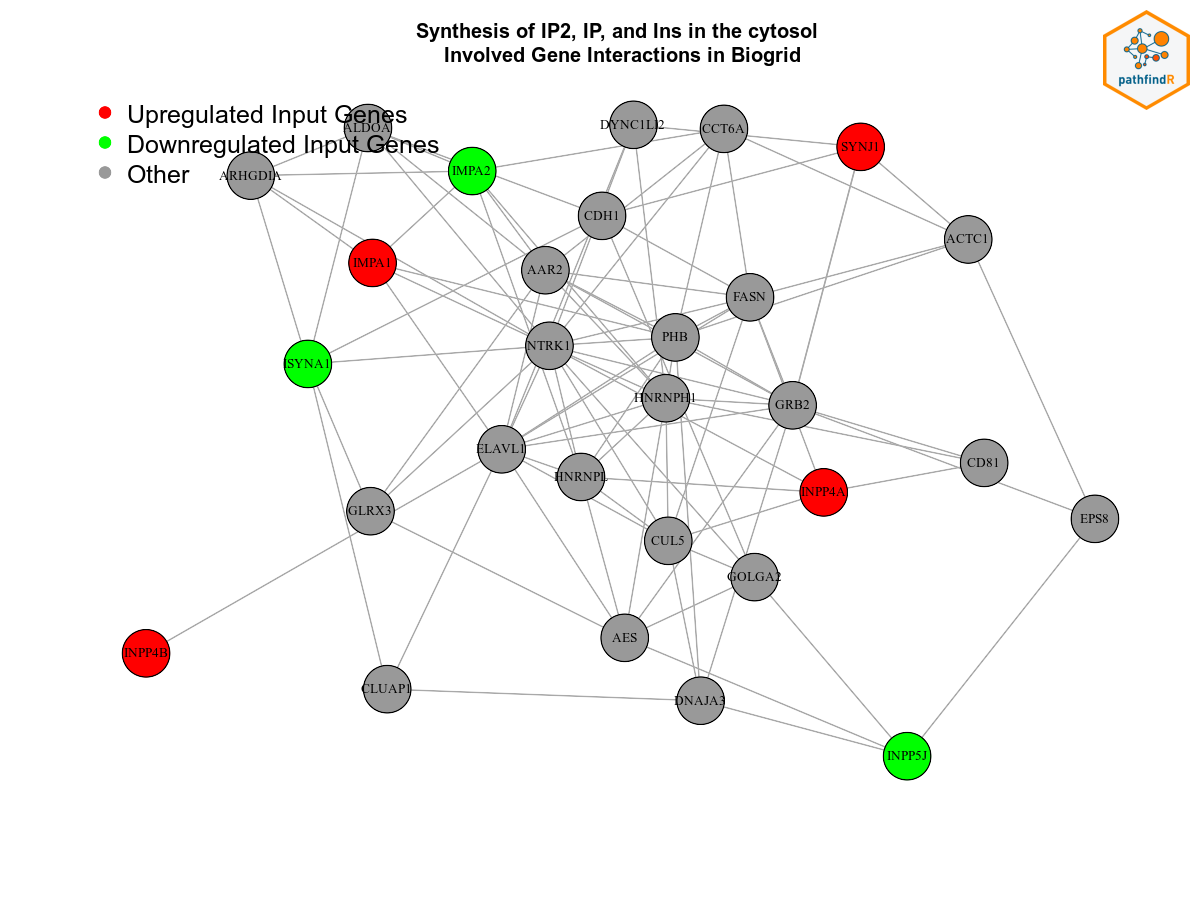 Synthesis of IP2, IP, and Ins in the cytosol
Involved Gene Interactions in Biogrid
pathfindR
Upregulated Input Genes
Downregulated Input Genes
Other
ALDOA
DYNC1LI2
CCT6A
SYNJ1
ARHGDIA
IMPA2
CDH1
ACTC1
IMPA1
AAR2
FASN
NTRK1
PHB
ISYNA1
HNRNPH1
GRB2
ELAVL1
HNRNPL
CD81
INPP4A
GLRX3
EPS8
CUL5
GOLGA2
AES
INPP4B
CLUAP1
DNAJA3
INPP5J